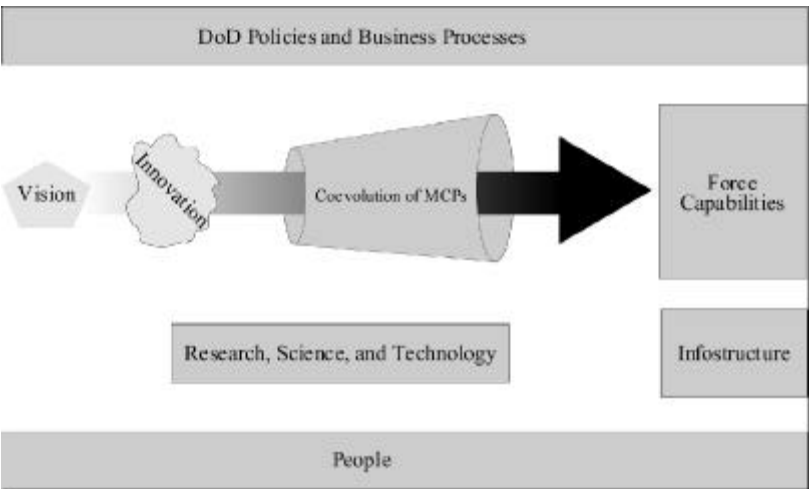 DoD Policies and Business Processes
Vision
Innovation
Coevolution of MCPs
Force
Capabilities
Research, Science, and Technology
Infostructure
People